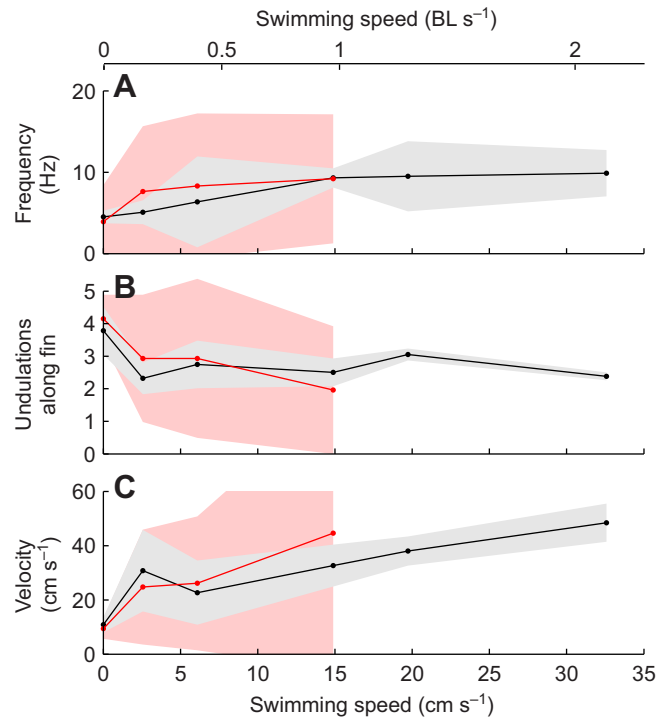 Swimming speed (BL s⁻¹)
0 0.5 1 2
A
20
10
0
Frequency
(Hz)
B
5
4
3
2
1
0
Undulations
along fin
C
60
40
20
0
Velocity
(cm s⁻¹)
0 5 10 15 20 25 30 35
Swimming speed (cm s⁻¹)